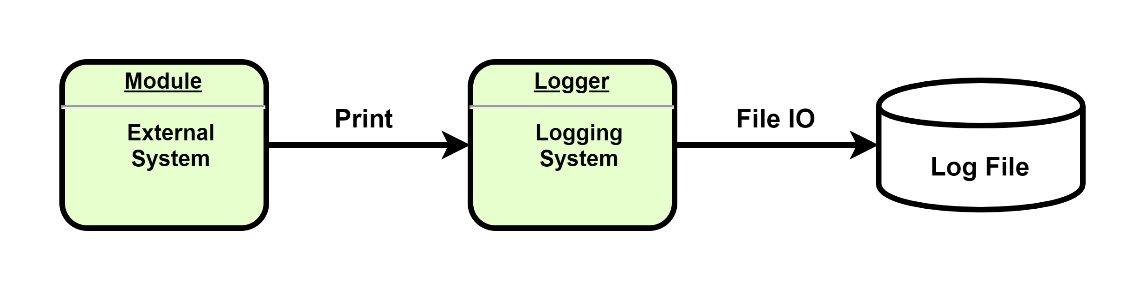 Module
External
System
Print
Logger
Logging
System
File IO
Log File